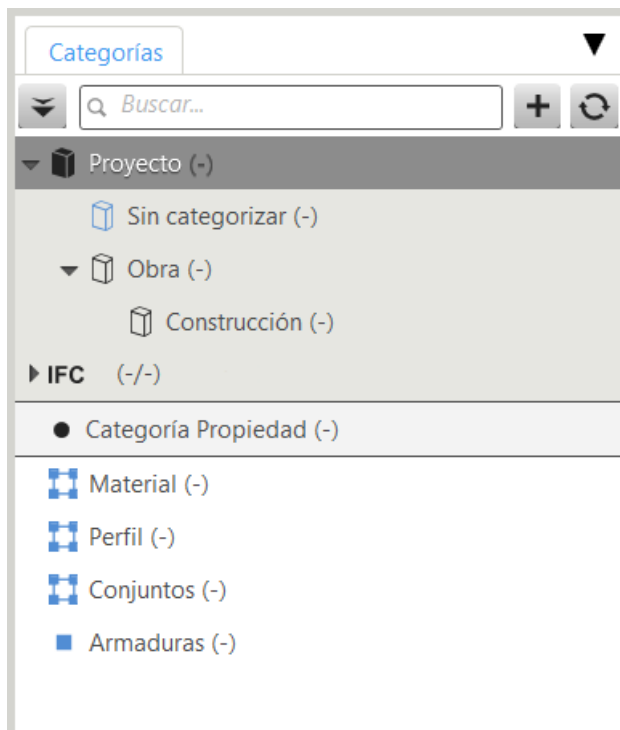 Categorías
Buscar...
Proyecto (-)
Sin categorizar (-)
Obra (-)
Construcción (-)
IFC (-/-)
Categoría Propiedad (-)
Material (-)
Perfil (-)
Conjuntos (-)
Armaduras (-)